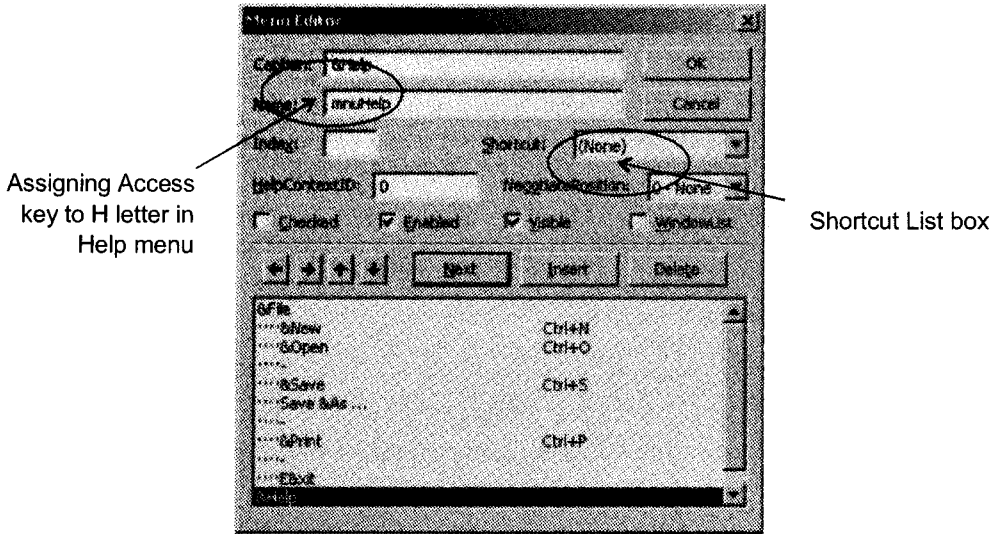 Menu Editor
Caption: &Help OK
Name: mnuHelp Cancel
Index: Shortcut: (None)
HelpContextID: 0 NegotiatePosition: 0 - None
Checked Enabled Visible WindowList
Next Insert Delete
&File
····&New Ctrl+N
····&Open Ctrl+O
····-
····&Save Ctrl+S
····Save &As ...
····-
····&Print Ctrl+P
····-
····E&xit
&Help
Assigning Access
key to H letter in
Help menu
Shortcut List box